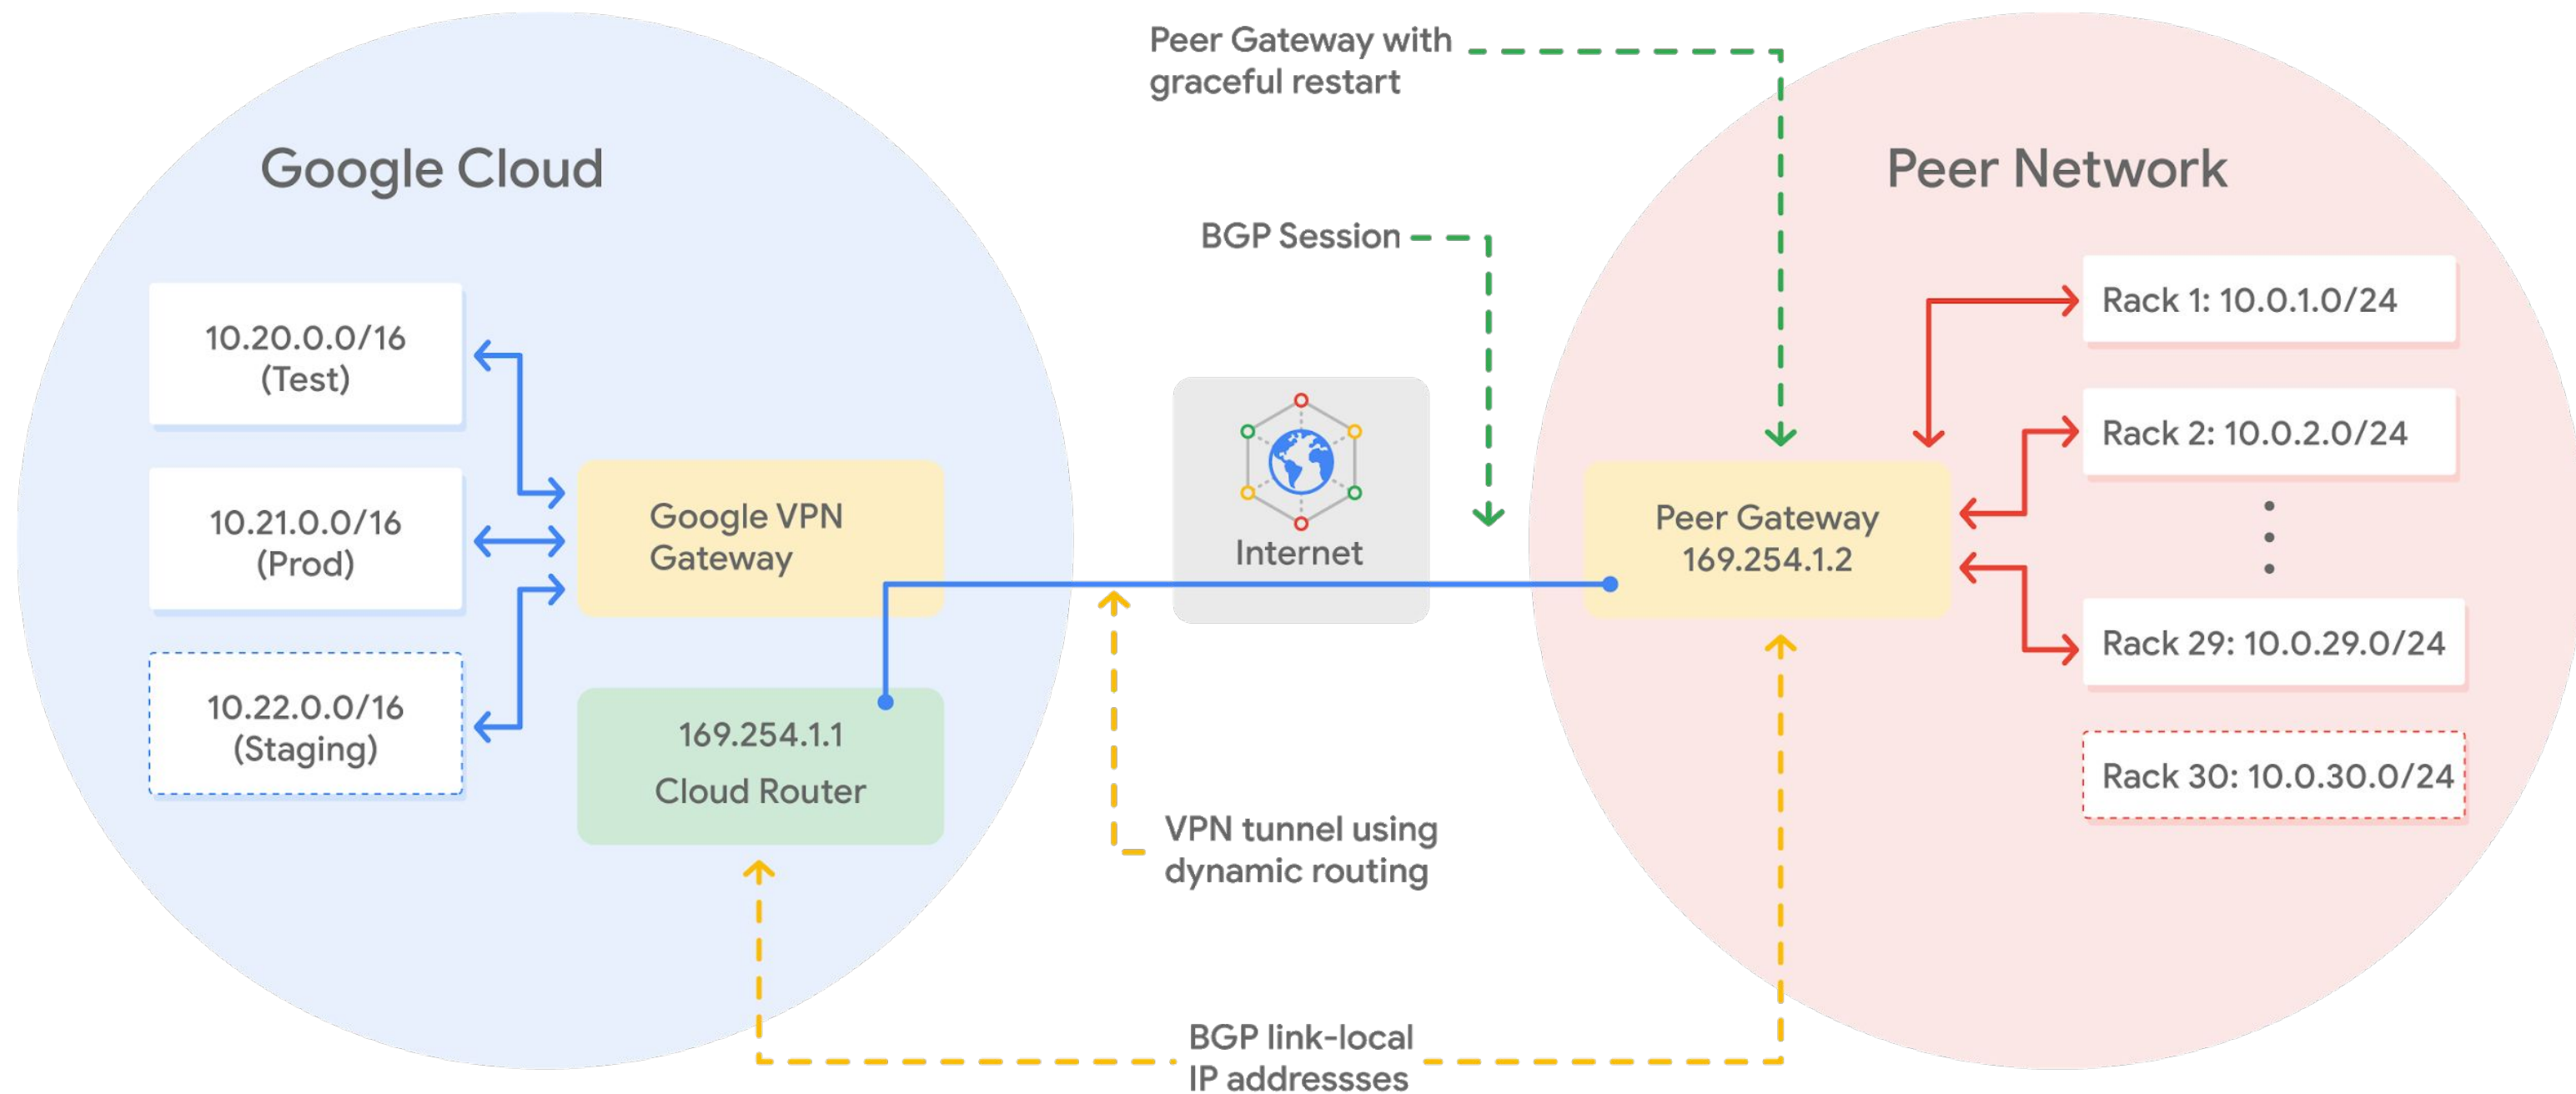 Peer Gateway with
graceful restart
Google Cloud
Peer Network
BGP Session
10.20.0.0/16
(Test)
10.21.0.0/16
(Prod)
10.22.0.0/16
(Staging)
Google VPN
Gateway
169.254.1.1
Cloud Router
Internet
VPN tunnel using
dynamic routing
BGP link-local
IP addressses
Peer Gateway
169.254.1.2
Rack 1: 10.0.1.0/24
Rack 2: 10.0.2.0/24
Rack 29: 10.0.29.0/24
Rack 30: 10.0.30.0/24